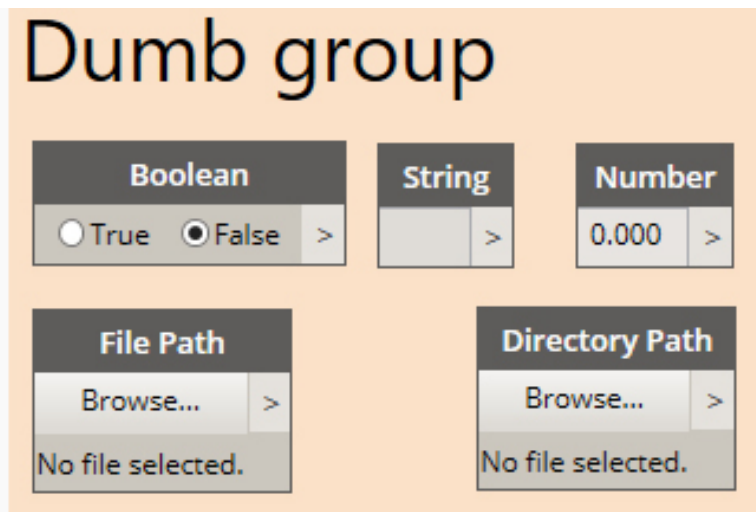 Dumb group
Boolean
True False >
String
>
Number
0.000 >
File Path
Browse... >
No file selected.
Directory Path
Browse... >
No file selected.